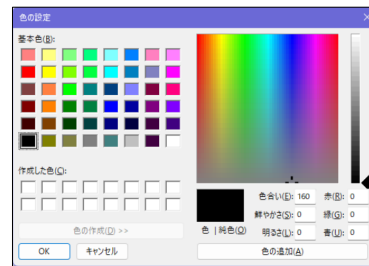 色の設定
基本色(B):
作成した色(C):
色の作成(D) >>
OK キャンセル
色 | 純色(O)
色合い(E): 160 赤(R): 0
鮮やかさ(S): 0 緑(G): 0
明るさ(L): 0 青(U): 0
色の追加(A)